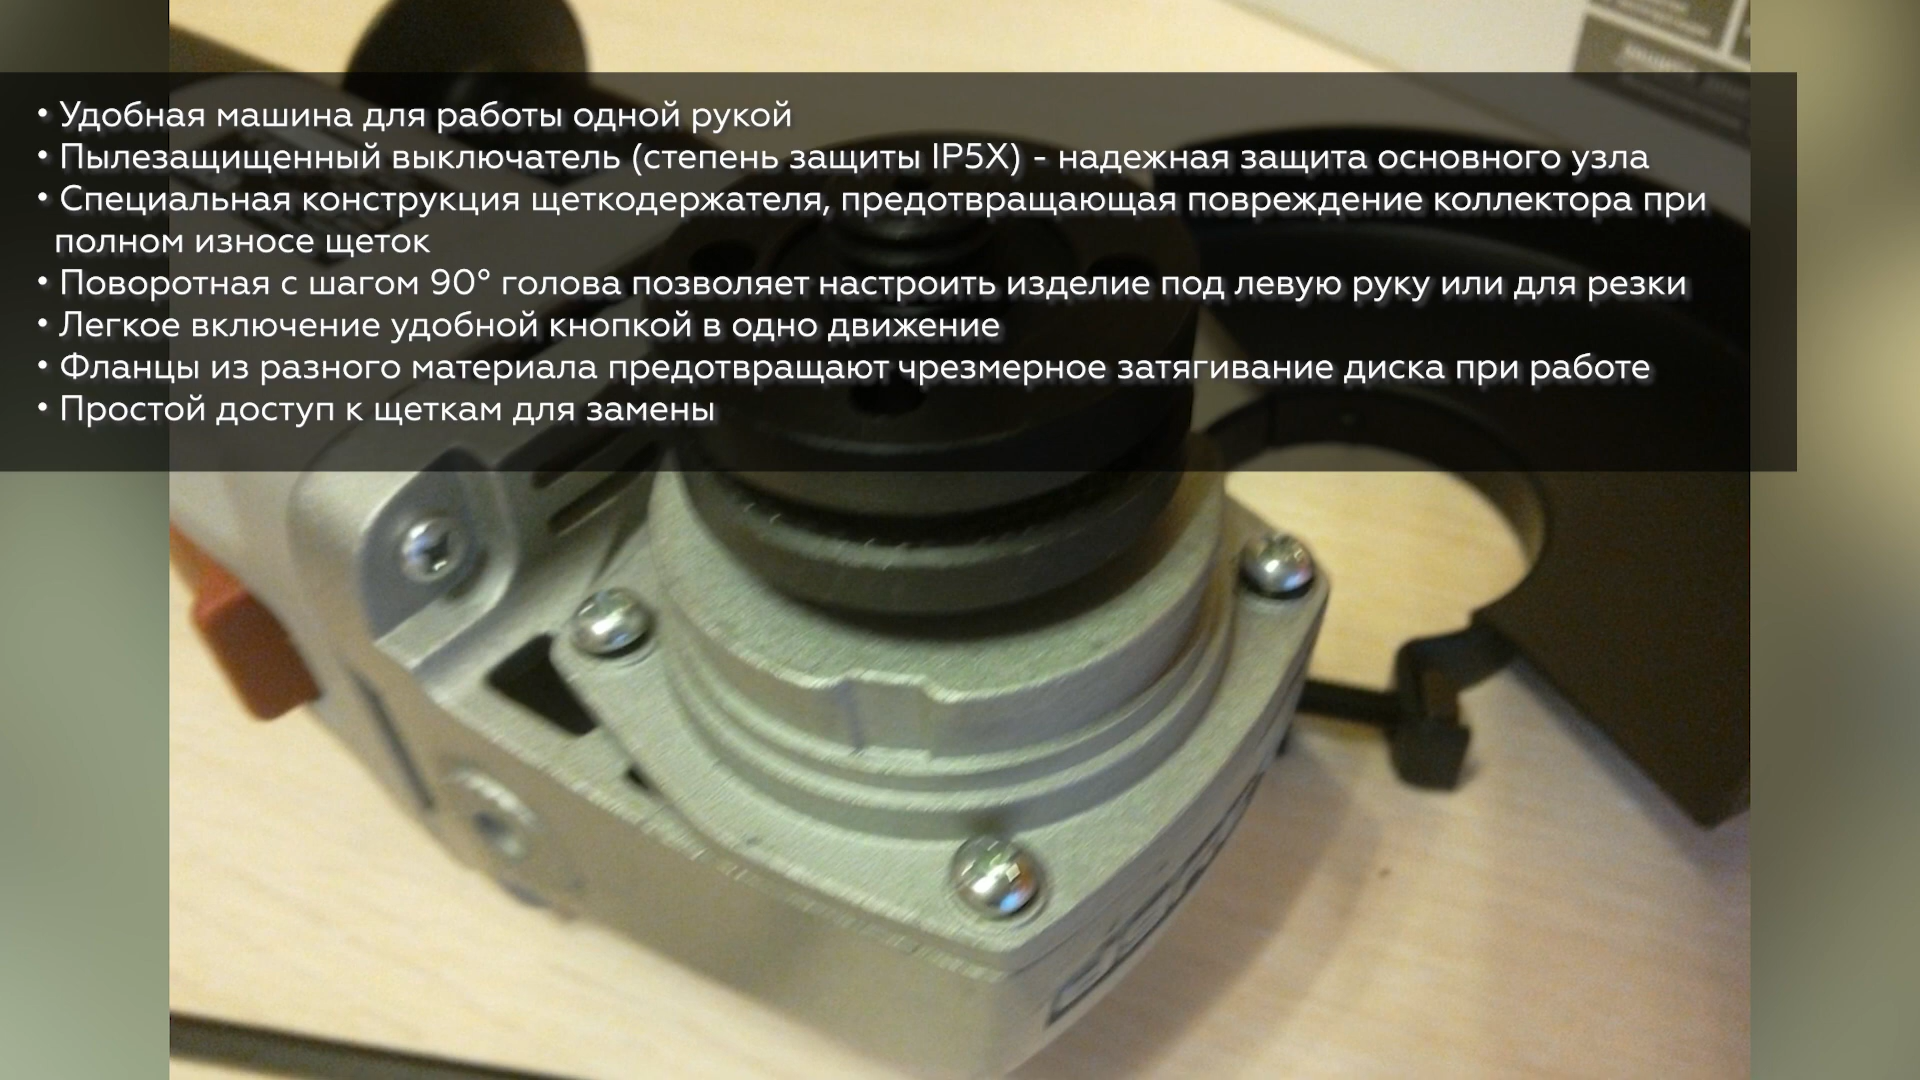 • Удобная машина для работы одной рукой
• Пылезащищенный выключатель (степень защиты IP5X) - надежная защита основного узла
• Специальная конструкция щеткодержателя, предотвращающая повреждение коллектора при
полном износе щеток
• Поворотная с шагом 90° голова позволяет настроить изделие под левую руку или для резки
• Легкое включение удобной кнопкой в одно движение
• Фланцы из разного материала предотвращают чрезмерное затягивание диска при работе
• Простой доступ к щеткам для замены